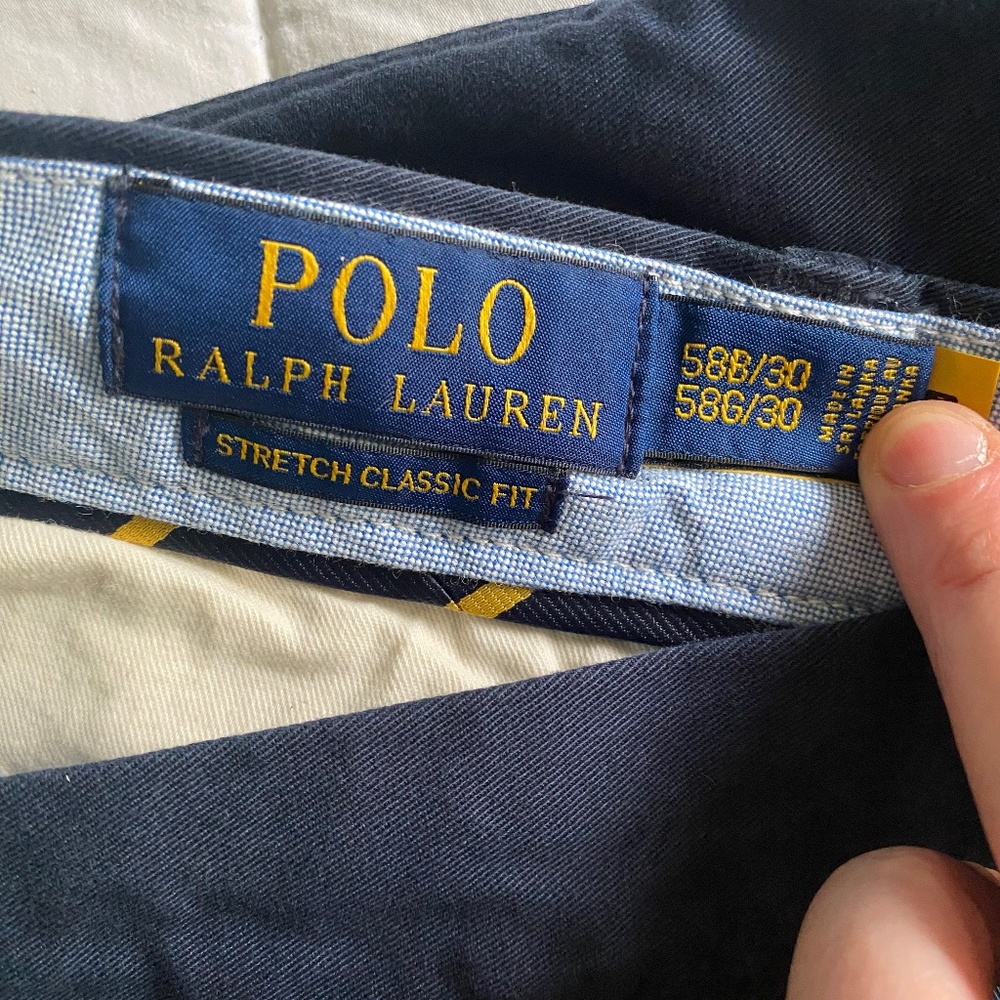 POLO
RALPH LAUREN
STRETCH CLASSIC FIT
58B/30
58G/30
MADE IN
SRI LANKA